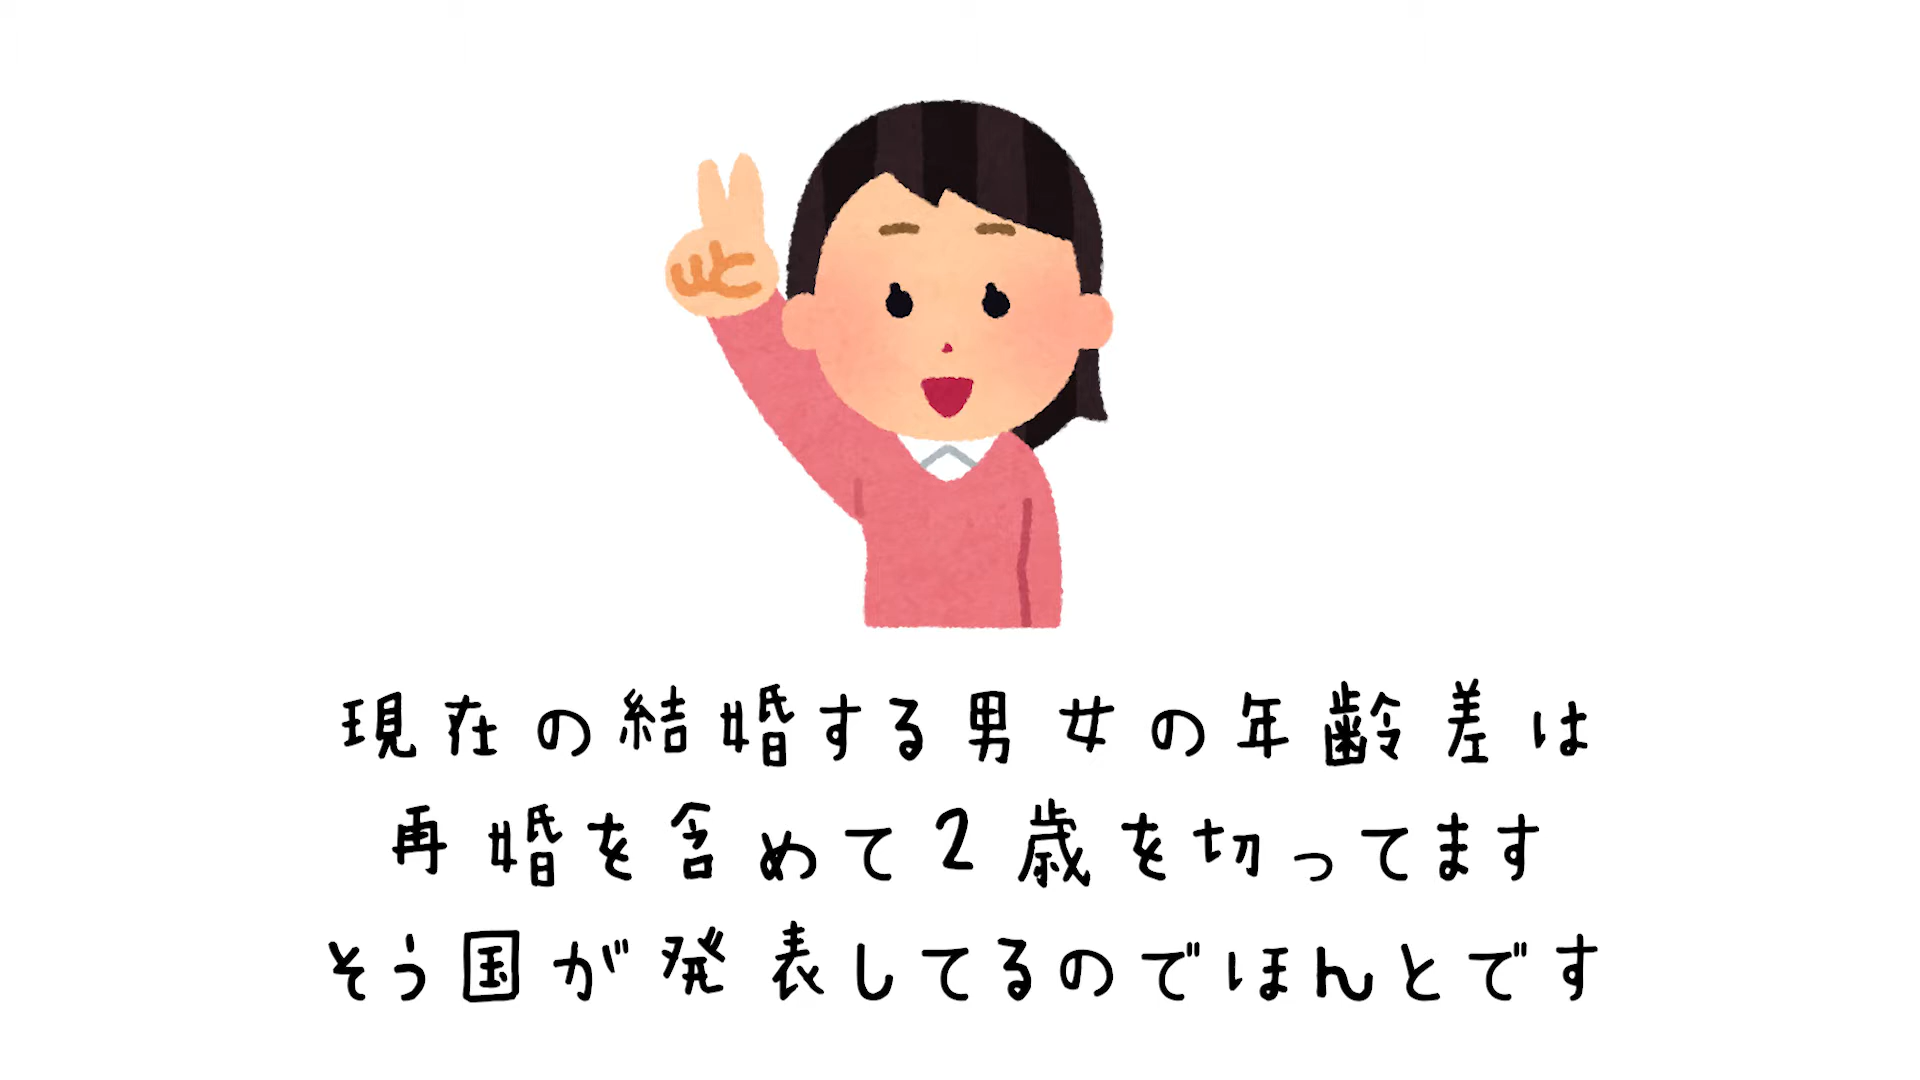 現在の結婚する男女の年齢差は
再婚を含めて2歳を切ってます
そう国が発表してるのでほんとです